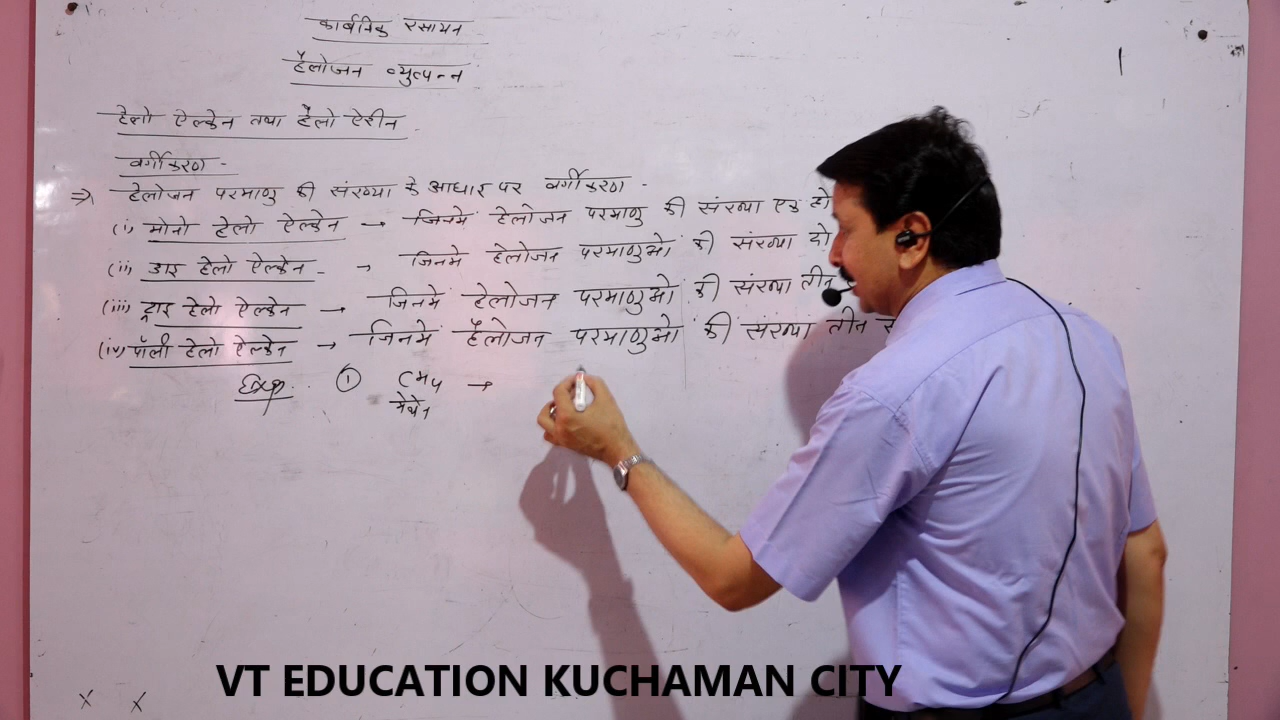 कार्बनिक रसायन
हैलोजन व्युत्पन्न
हेलो ऐल्केन तथा हैलो ऐरीन
वर्गीकरण -
⇒ हेलोजन परमाणु की संख्या के आधार पर वर्गीकरण -
(i) मोनो हेलो ऐल्केन → जिनमे हेलोजन परमाणु की संख्या एक हो
(ii) डाइ हेलो ऐल्केन - → जिनमे हेलोजन परमाणुओ की संख्या दो
(iii) ट्राइ हेलो ऐल्केन → जिनमे हेलोजन परमाणुओ की संख्या तीन
(iv) पॉली हेलो ऐल्केन → जिनमे हैलोजन परमाणुओ की संख्या तीन से
① CH4 →
मेथेन
VT EDUCATION KUCHAMAN CITY